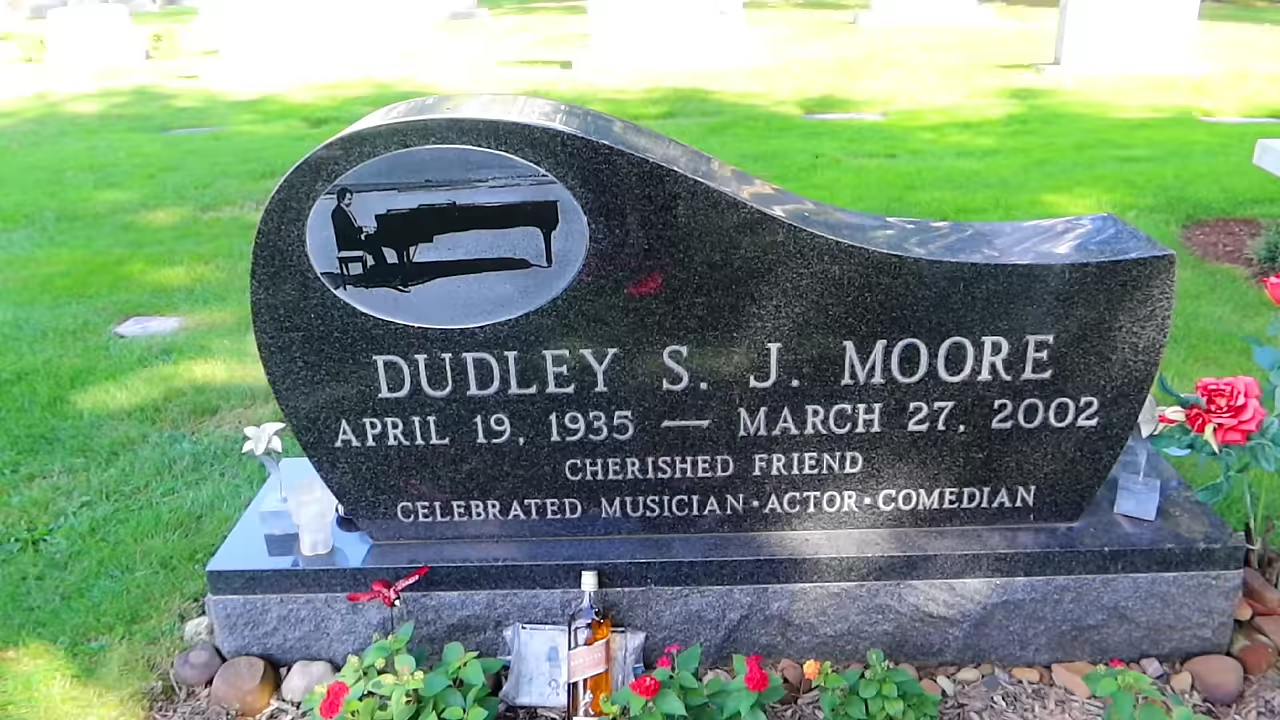 DUDLEY S. J. MOORE
APRIL 19, 1935 — MARCH 27, 2002
CHERISHED FRIEND
CELEBRATED MUSICIAN·ACTOR·COMEDIAN